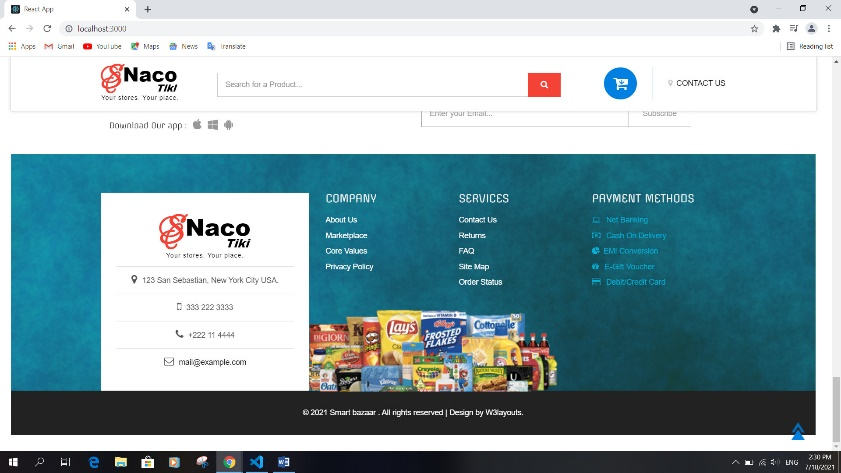 React App
localhost:3000
Apps
Gmail
YouTube
Maps
News
Translate
Reading list
Naco
Tiki
Your stores. Your place.
Search for a Product...
CONTACT US
Download Our app :
Enter your Email...
Subscribe
Naco
Tiki
Your stores. Your place.
123 San Sebastian, New York City USA.
333 222 3333
+222 11 4444
mail@example.com
COMPANY
About Us
Marketplace
Core Values
Privacy Policy
SERVICES
Contact Us
Returns
FAQ
Site Map
Order Status
PAYMENT METHODS
Net Banking
Cash On Delivery
EMI Conversion
E-Gift Voucher
Debit/Credit Card
DIGIORN
Lay's
Kellogg's
FROSTED
FLAKES
Cottonelle
Crayola
© 2021 Smart bazaar . All rights reserved | Design by W3layouts.
ENG
2:30 PM
7/18/2021